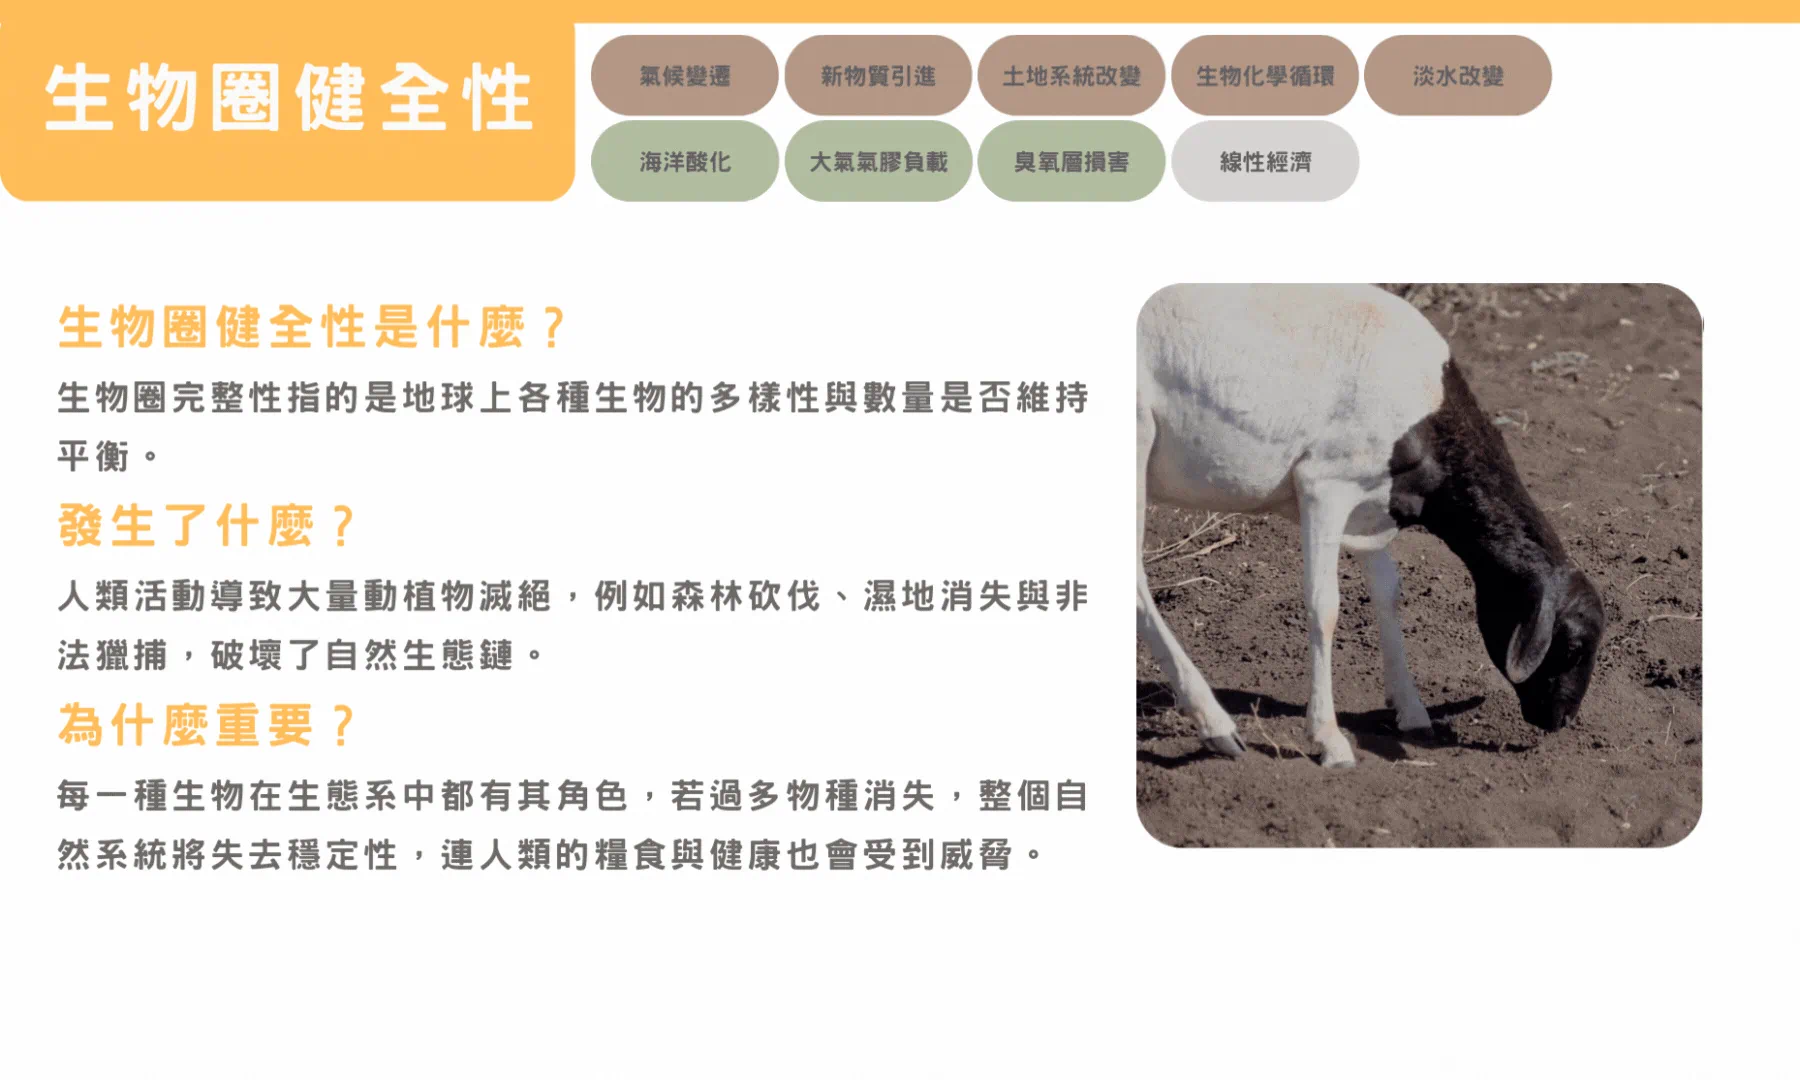 生物圈健全性
氣候變遷
新物質引進
土地系統改變
生物化學循環
淡水改變
海洋酸化
大氣氣膠負載
臭氧層損害
線性經濟
生物圈健全性是什麼？
生物圈完整性指的是地球上各種生物的多樣性與數量是否維持
平衡。
發生了什麼？
人類活動導致大量動植物滅絕，例如森林砍伐、濕地消失與非
法獵捕，破壞了自然生態鏈。
為什麼重要？
每一種生物在生態系中都有其角色，若過多物種消失，整個自
然系統將失去穩定性，連人類的糧食與健康也會受到威脅。